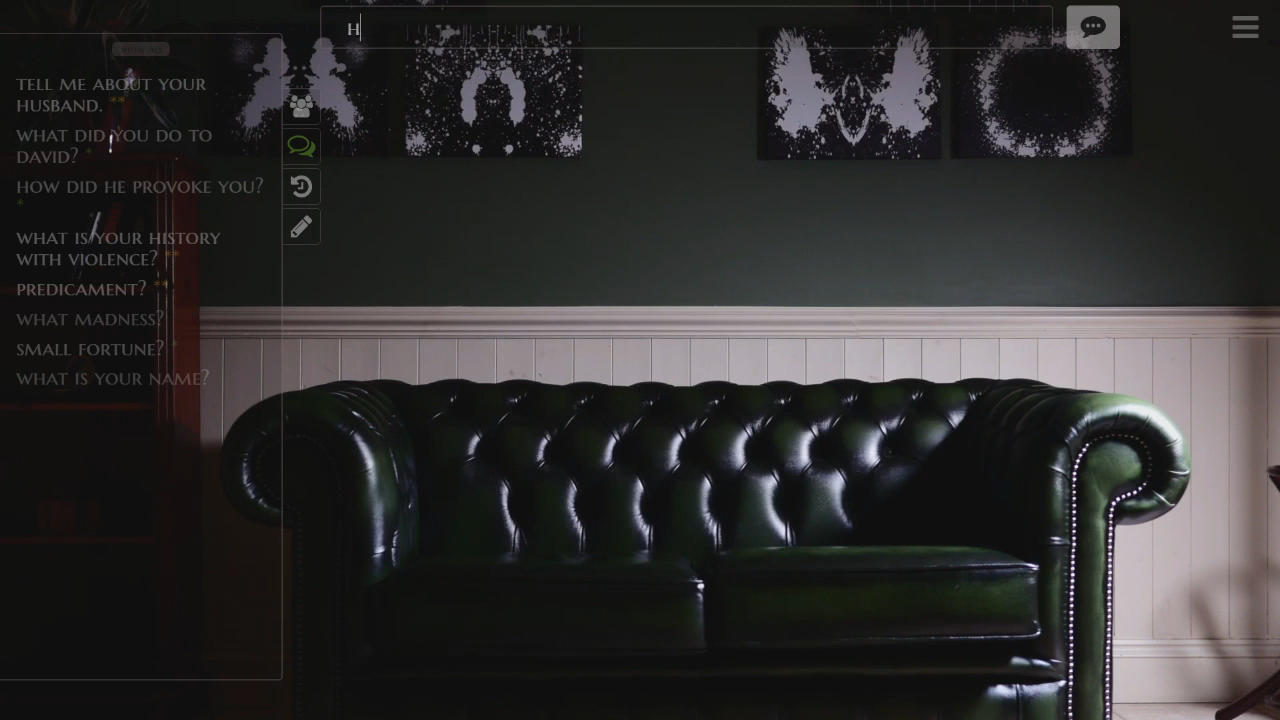 H
SHOW ALL
TELL ME ABOUT YOUR
HUSBAND. **
WHAT DID YOU DO TO
DAVID? *
HOW DID HE PROVOKE YOU?
*
WHAT IS YOUR HISTORY
WITH VIOLENCE? **
PREDICAMENT? **
WHAT MADNESS?
SMALL FORTUNE? *
WHAT IS YOUR NAME?